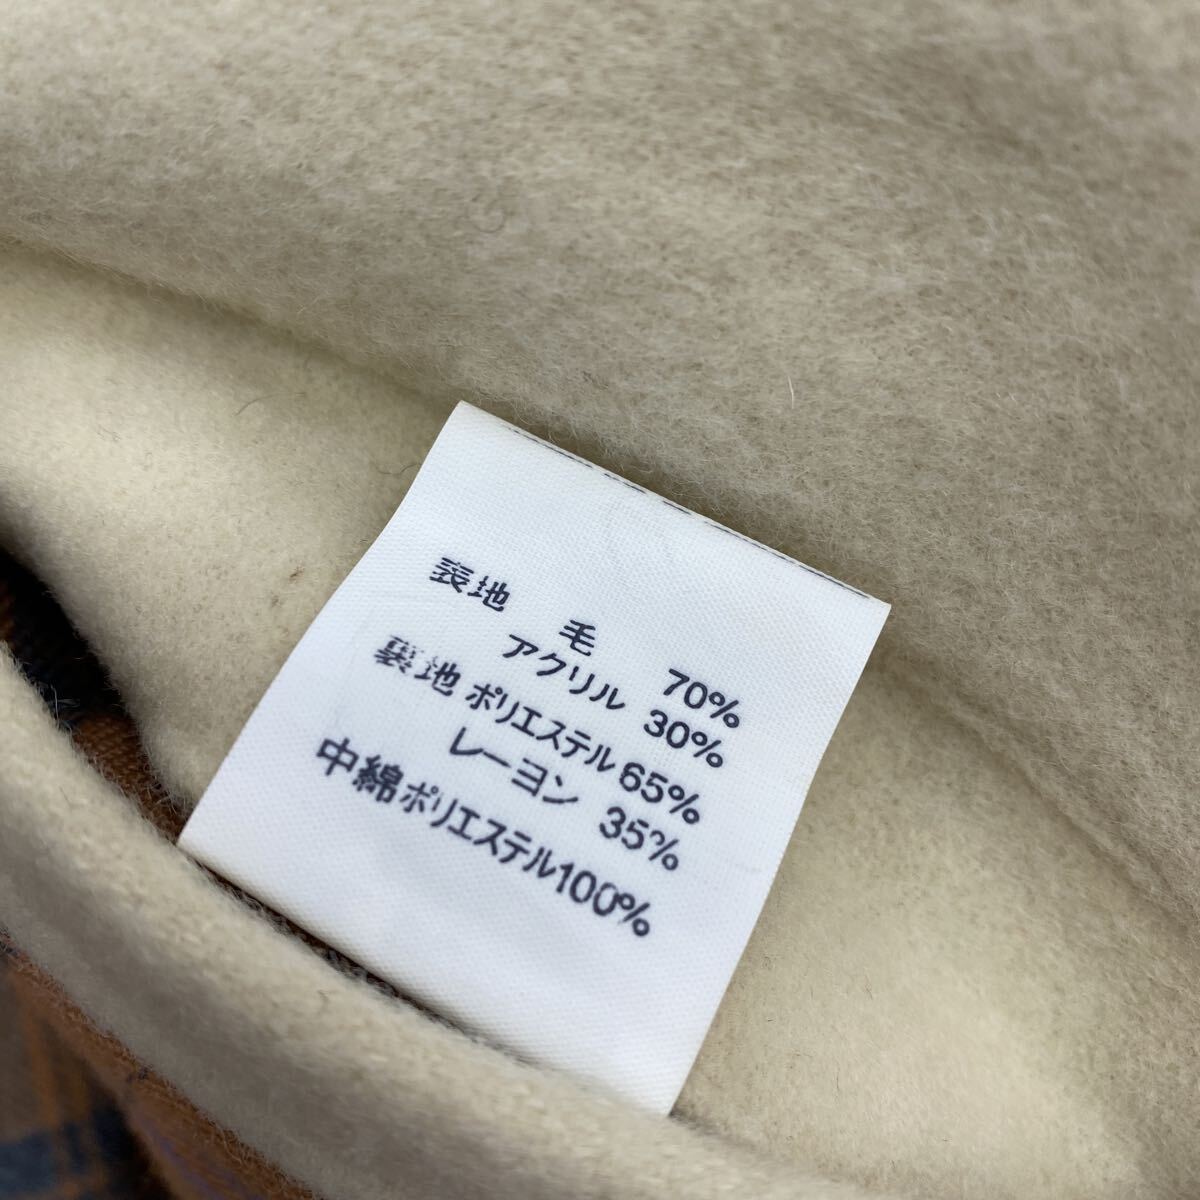 表地 毛 70%
アクリル 30%
裏地 ポリエステル 65%
レーヨン 35%
中綿 ポリエステル 100%